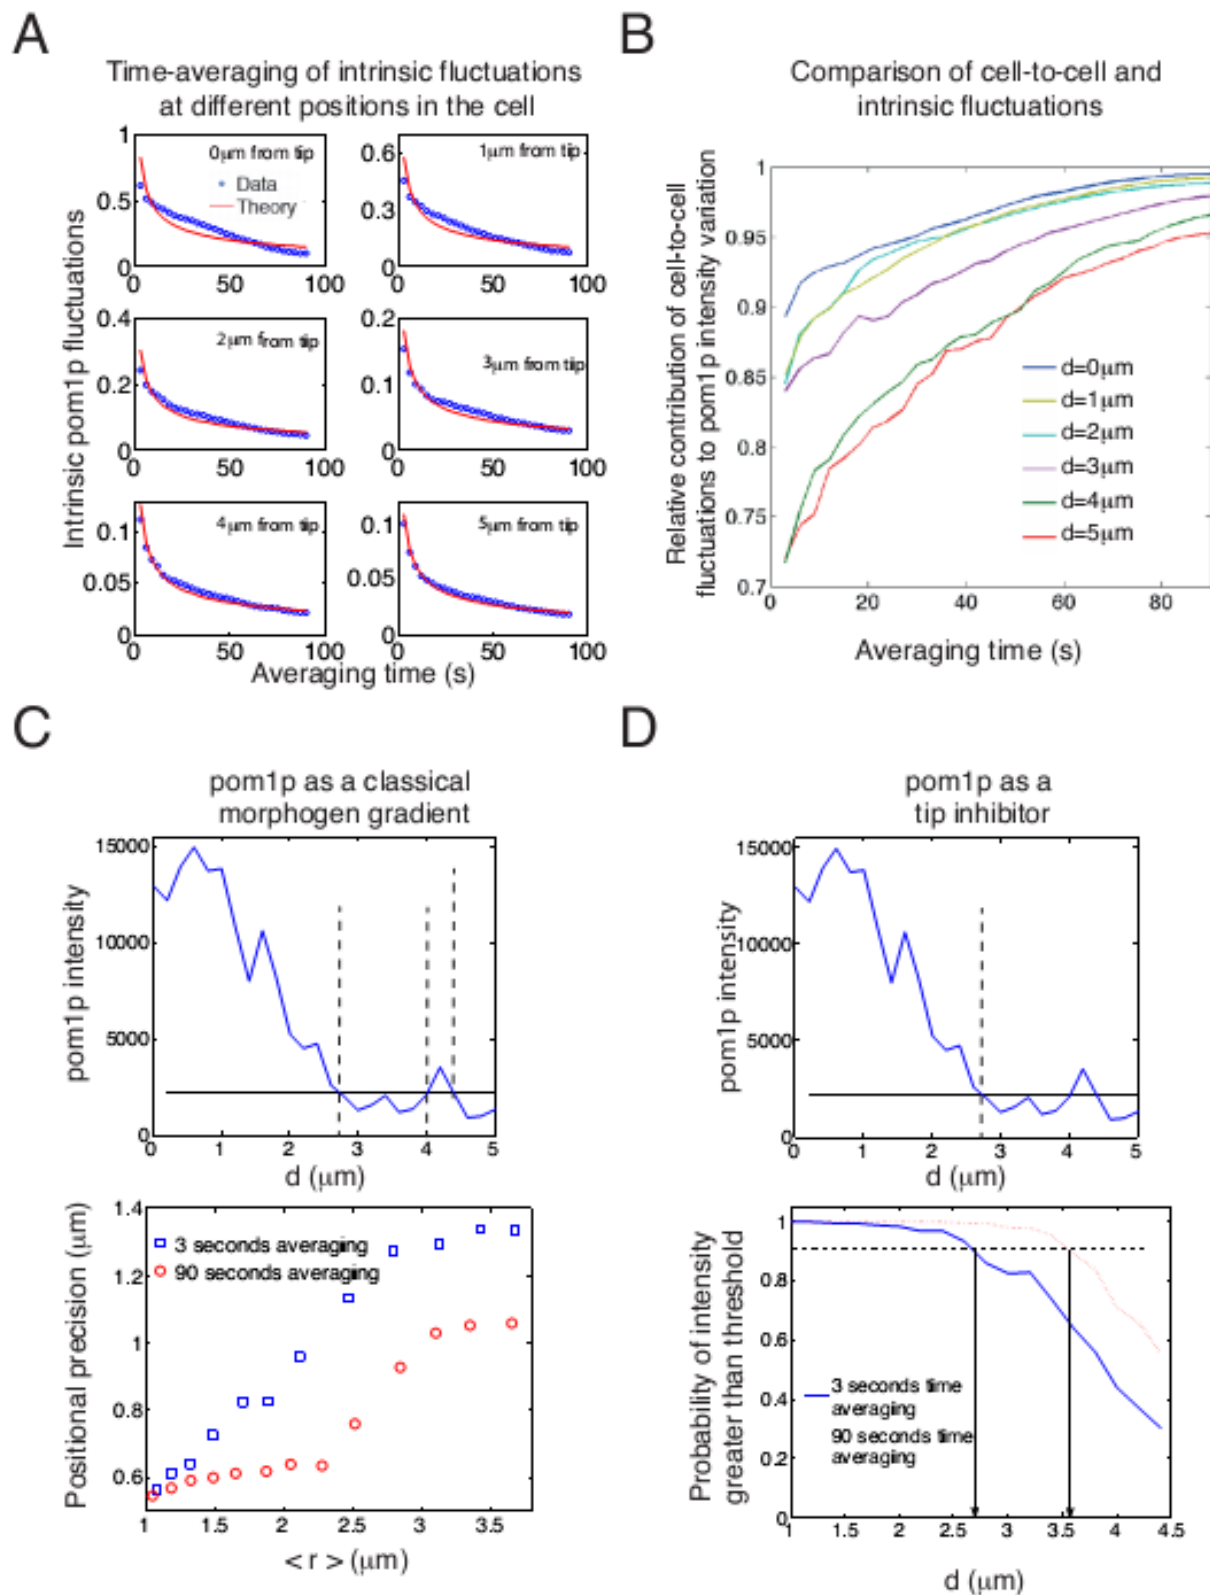 A
Time-averaging of intrinsic fluctuations
at different positions in the cell
Intrinsic pom1p fluctuations
1
0.5
0
0 50 100
0μm from tip
Data
Theory
0.6
0.3
0
0 50 100
1μm from tip
0.4
0.2
0
0 50 100
2μm from tip
0.2
0.1
0
0 50 100
3μm from tiip
0.1
0.05
0
0 50 100
4μm from tip
0.1
0.05
0
0 50 100
5μm from tip
Averaging time (s)
B
Comparison of cell-to-cell and
intrinsic fluctuations
Relative contribution of cell-to-cell
fluctuations to pom1p intensity variation
1
0.95
0.9
0.85
0.8
0.75
0.7
0 20 40 60 80
d=0μm
d=1μm
d=2μm
d=3μm
d=4μm
d=5μm
Averaging time (s)
C
pom1p as a classical
morphogen gradient
pom1p intensity
15000
10000
5000
0
0 1 2 3 4 5
d (μm)
Positional precision (μm)
1.4
1.2
1
0.8
0.6
3 seconds averaging
90 seconds averaging
1 1.5 2 2.5 3 3.5
< r > (μm)
D
pom1p as a
tip inhibitor
pom1p intensity
15000
10000
5000
0
0 1 2 3 4 5
d (μm)
Probability of intensity
greater than threshold
1
0.8
0.6
0.4
0.2
0
3 seconds time
averaging
90 seconds time
averaging
1 1.5 2 2.5 3 3.5 4 4.5
d (μm)